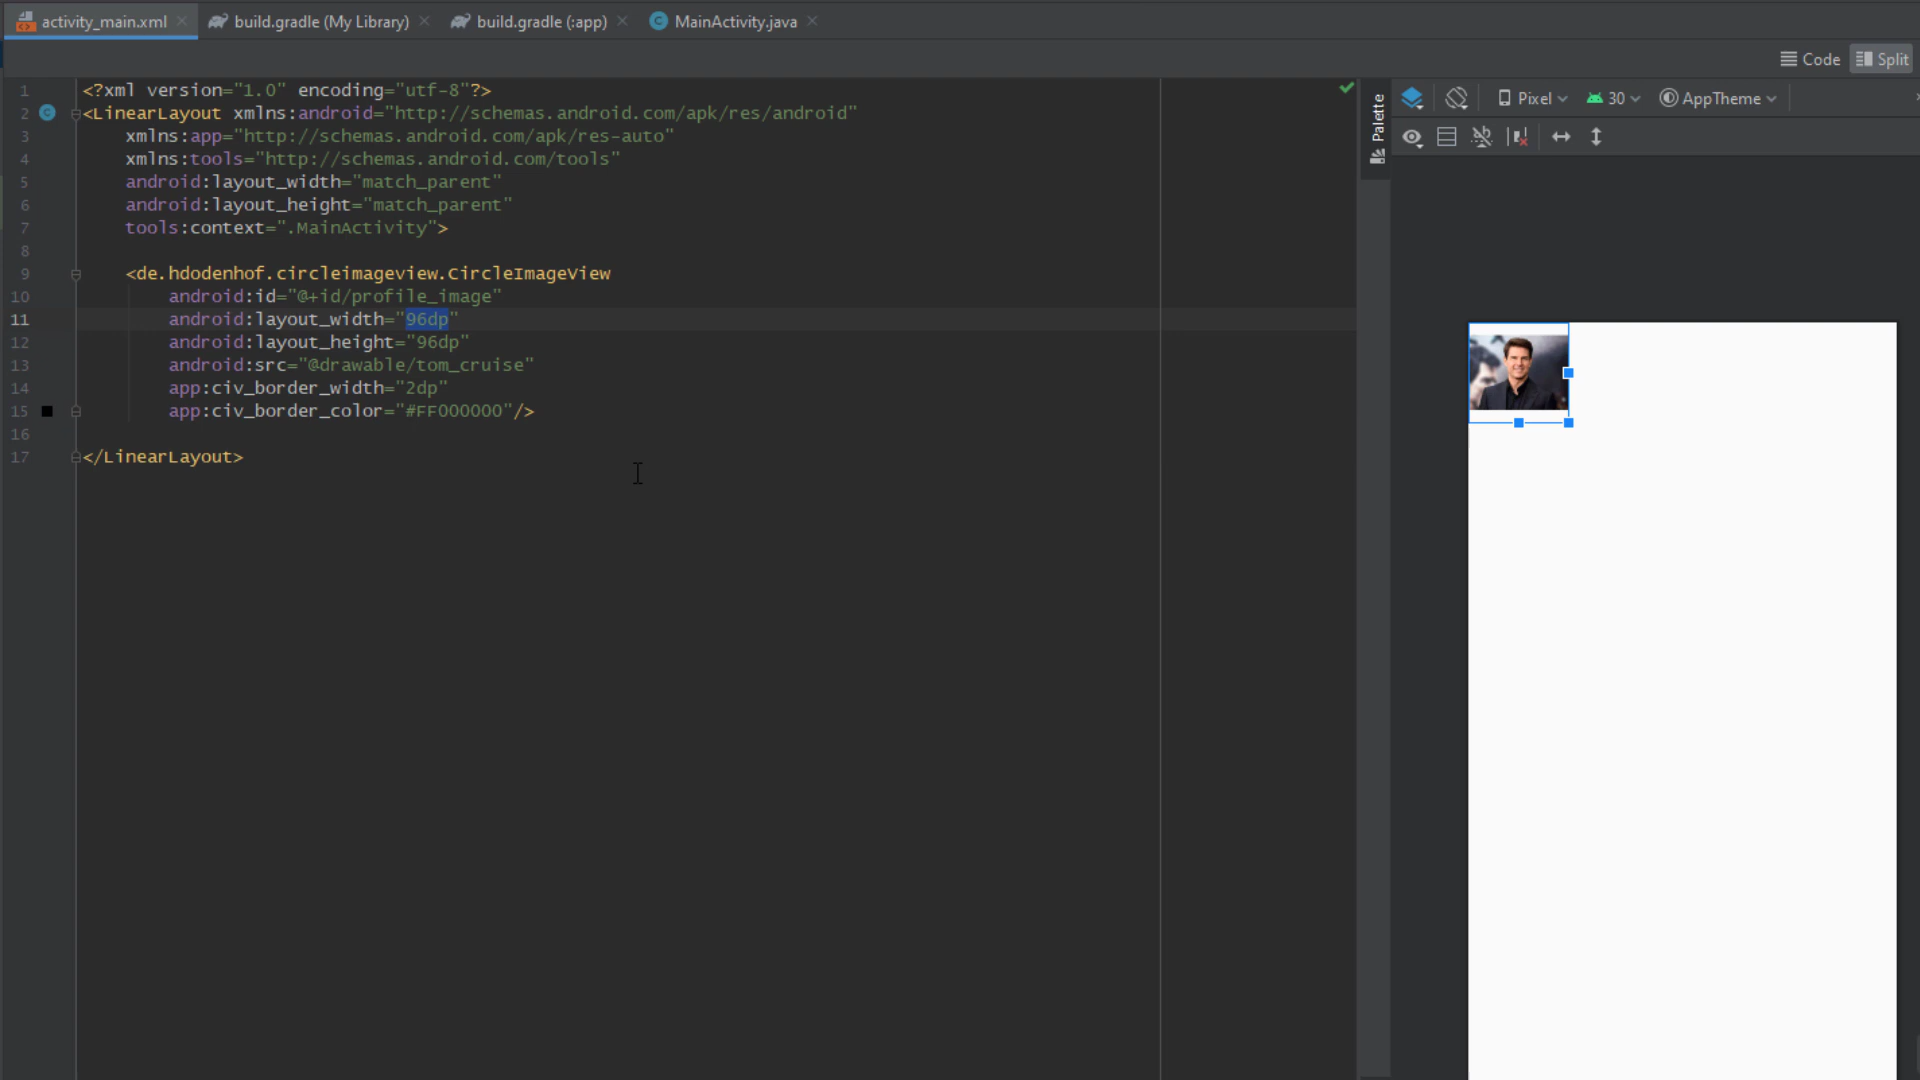 activity_main.xml
build.gradle (My Library)
build.gradle (:app)
MainActivity.java
Code
Split
1 <?xml version="1.0" encoding="utf-8"?>
2 <LinearLayout xmlns:android="http://schemas.android.com/apk/res/android"
3 xmlns:app="http://schemas.android.com/apk/res-auto"
4 xmlns:tools="http://schemas.android.com/tools"
5 android:layout_width="match_parent"
6 android:layout_height="match_parent"
7 tools:context=".MainActivity">
8
9 <de.hdodenhof.circleimageview.CircleImageView
10 android:id="@+id/profile_image"
11 android:layout_width="96dp"
12 android:layout_height="96dp"
13 android:src="@drawable/tom_cruise"
14 app:civ_border_width="2dp"
15 app:civ_border_color="#FF000000"/>
16
17 </LinearLayout>
Palette
Pixel
30
AppTheme